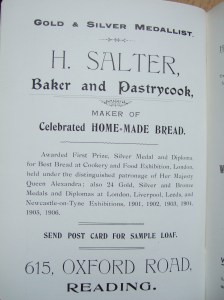 GOLD & SILVER MEDALLIST.
H. SALTER,
Baker and Pastrycook,
MAKER OF
Celebrated HOME-MADE BREAD.
Awarded First Prize, Silver Medal and Diploma
for Best Bread at Cookery and Food Exhibition, London,
held under the distinguished patronage of Her Majesty
Queen Alexandra; also 24 Gold, Silver and Bronze
Medals and Diplomas at London, Liverpool, Leeds, and
Newcastle-on-Tyne Exhibitions, 1901, 1902, 1903, 1904,
1905, 1906.
SEND POST CARD FOR SAMPLE LOAF.
615, OXFORD ROAD,
READING.